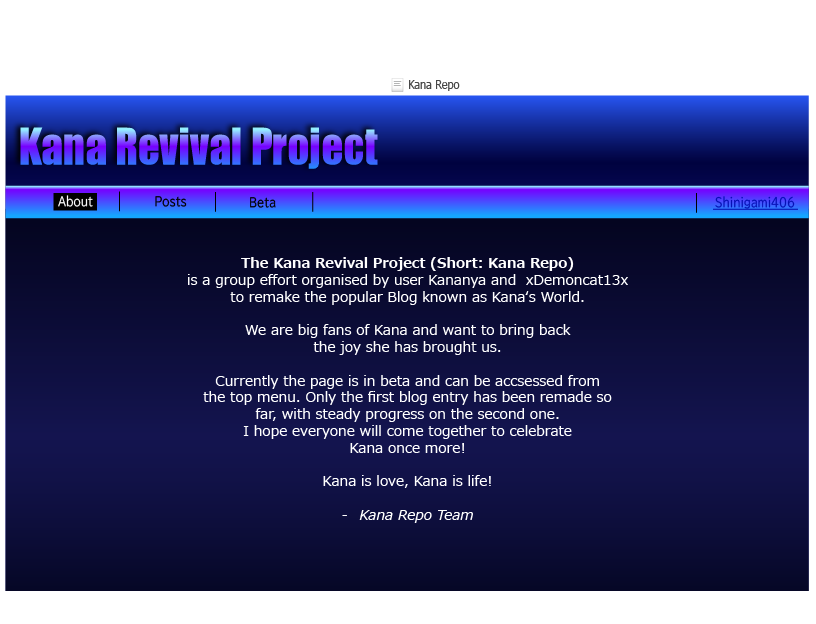 Kana Repo
Kana Revival Project
About
Posts
Beta
Shinigami406
The Kana Revival Project (Short: Kana Repo)
is a group effort organised by user Kananya and  xDemoncat13x
to remake the popular Blog known as Kana’s World.
We are big fans of Kana and want to bring back
the joy she has brought us.
Currently the page is in beta and can be accsessed from
the top menu. Only the first blog entry has been remade so
far, with steady progress on the second one.
I hope everyone will come together to celebrate
Kana once more!
Kana is love, Kana is life!
-  Kana Repo Team